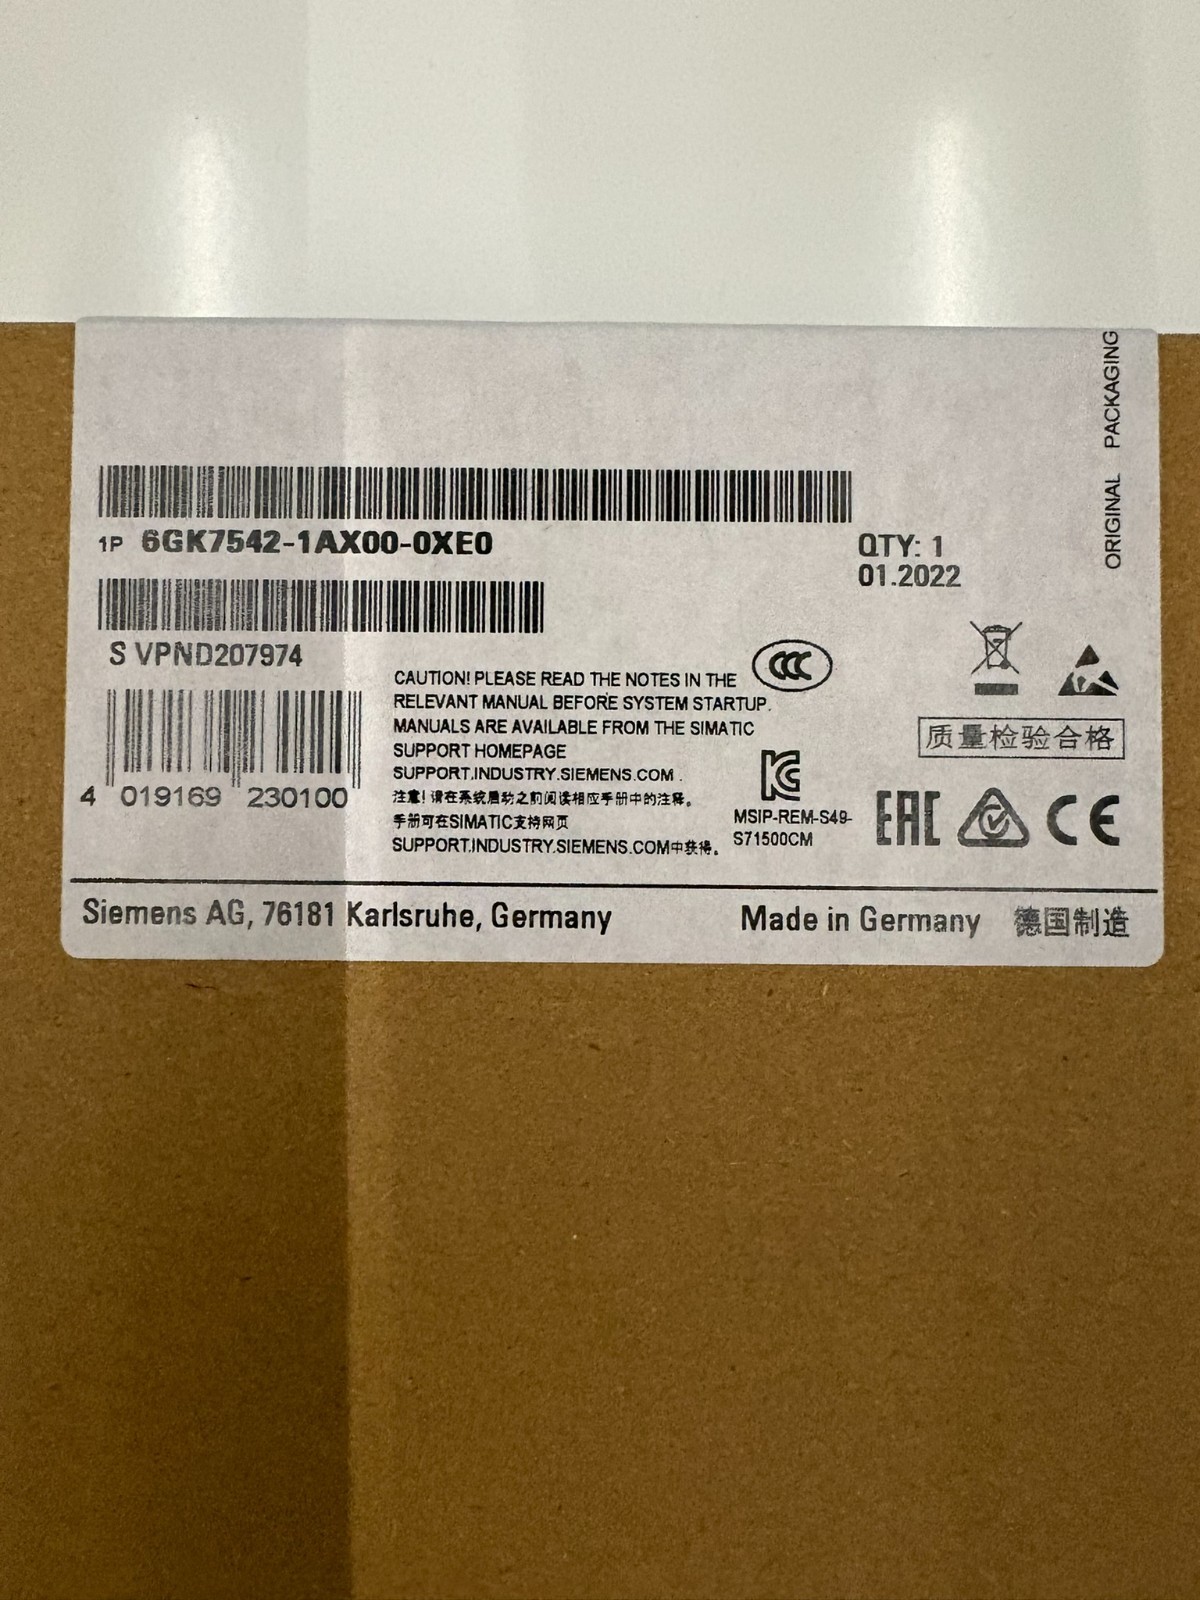 ORIGINAL PACKAGING
1P 6GK7542-1AX00-0XE0
QTY: 1
01.2022
S VPND207974
CAUTION! PLEASE READ THE NOTES IN THE
RELEVANT MANUAL BEFORE SYSTEM STARTUP.
MANUALS ARE AVAILABLE FROM THE SIMATIC
SUPPORT HOMEPAGE
SUPPORT.INDUSTRY.SIEMENS.COM .
注意! 请在系统启动之前阅读相应手册中的注释。
手册可在SIMATIC支持网页
SUPPORT.INDUSTRY.SIEMENS.COM中获得。
4 019169 230100
CCC
质量检验合格
KC
MSIP-REM-S49-
S71500CM
EAC
CE
Siemens AG, 76181 Karlsruhe, Germany
Made in Germany 德国制造